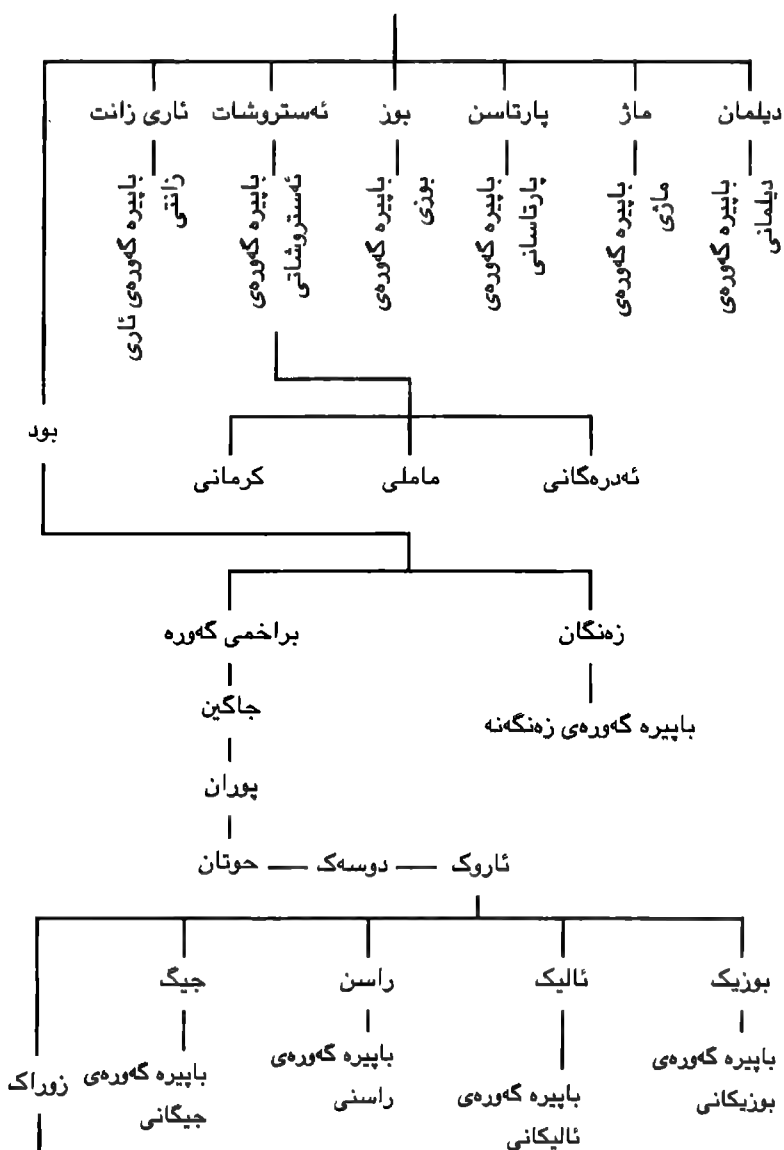 دیلمان
ماژ
پارتاسن
بوز
ئەستروشات
ئاری زانت
باپیرە گەورەی
دیلمانی
باپیرە گەورەی
ماژی
باپیرە گەورەی
پارتاسانی
باپیرە گەورەی
بوزی
باپیرە گەورەی
ئەستروشاتی
باپیرە گەورەی ئاری
زانتی
بود
ئەدرەگانی
ماملی
کرمانی
زەنگان
براخمی گەورە
باپیرە گەورەی زەنگەنە
جاگین
پوران
ئاروک
دوسەک
حوتان
بوزیک
ئالیک
راسن
جیگ
زوراک
باپیرە گەورەی
بوزیکانی
باپیرە گەورەی
ئالیکانی
باپیرە گەورەی
راسنی
باپیرە گەورەی
جیگانی